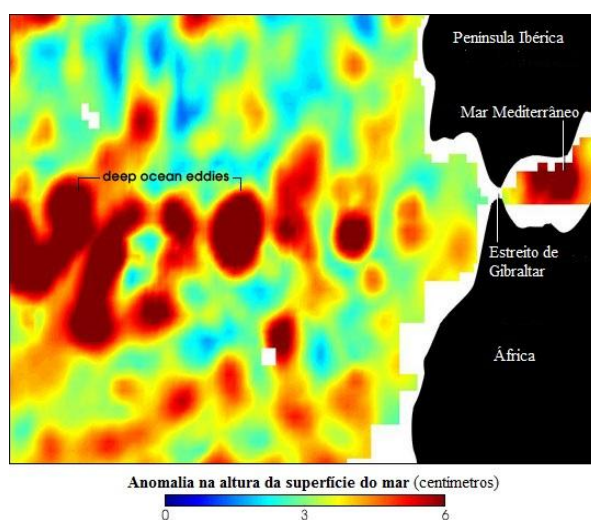 Península Ibérica
Mar Mediterrâneo
deep ocean eddies
Estreito de
Gibraltar
África
Anomalia na altura da superfície do mar (centímetros)
0 3 6